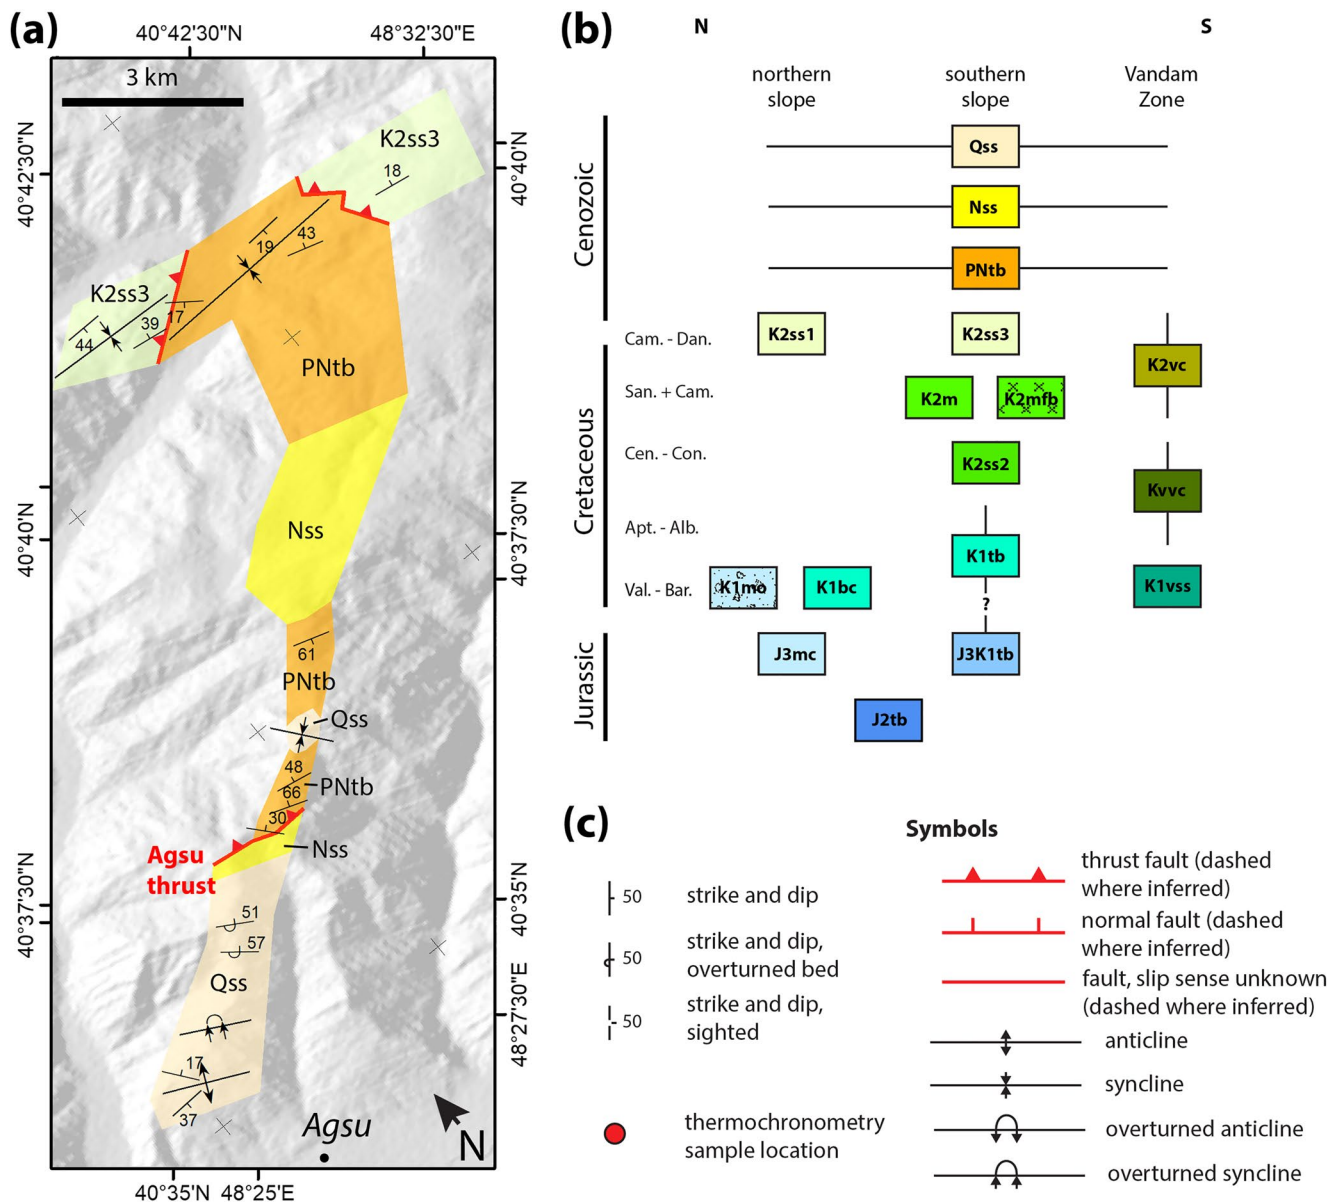 (a)
40°42'30"N
48°32'30"E
3 km
K2ss3
18
40°42'30"N
40°40'N
19
43
K2ss3
17
39
44
PNtb
Nss
40°40'N
40°37'30"N
61
PNtb
Qss
48
PNtb
66
30
Nss
Agsu
thrust
40°37'30"N
40°35'N
51
57
Qss
48°27'30"E
17
37
Agsu
N
40°35'N
48°25'E
(b)
N
S
northern
slope
southern
slope
Vandam
Zone
Cenozoic
Qss
Nss
PNtb
Cretaceous
Cam. - Dan.
K2ss1
K2ss3
K2vc
San. + Cam.
K2m
K2mfb
Cen. - Con.
K2ss2
Kvvc
Apt. - Alb.
K1tb
Val. - Bar.
K1mo
K1bc
K1vss
?
Jurassic
J3mc
J3K1tb
J2tb
(c)
Symbols
50
strike and dip
50
strike and dip,
overturned bed
50
strike and dip,
sighted
thermochronometry
sample location
thrust fault (dashed
where inferred)
normal fault (dashed
where inferred)
fault, slip sense unknown
(dashed where inferred)
anticline
syncline
overturned anticline
overturned syncline